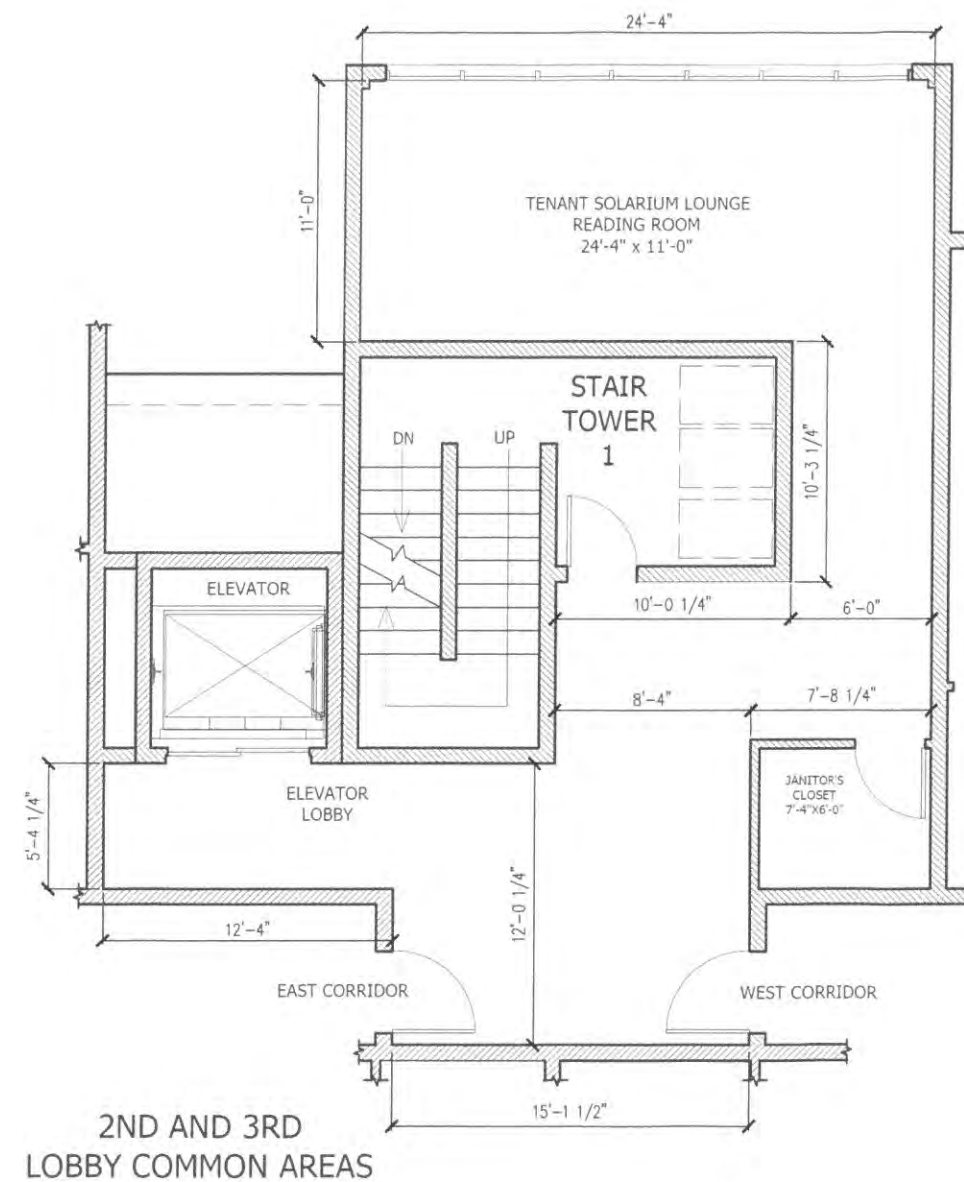 24'-4"
11'-0"
TENANT SOLARIUM LOUNGE
READING ROOM
24'-4" x 11'-0"
STAIR
TOWER
1
DN
UP
10'-3 1/4"
ELEVATOR
10'-0 1/4"
6'-0"
8'-4"
7'-8 1/4"
5'-4 1/4"
ELEVATOR
LOBBY
JANITOR'S
CLOSET
7'-4"X6'-0"
12'-0 1/4"
12'-4"
EAST CORRIDOR
WEST CORRIDOR
15'-1 1/2"
2ND AND 3RD
LOBBY COMMON AREAS